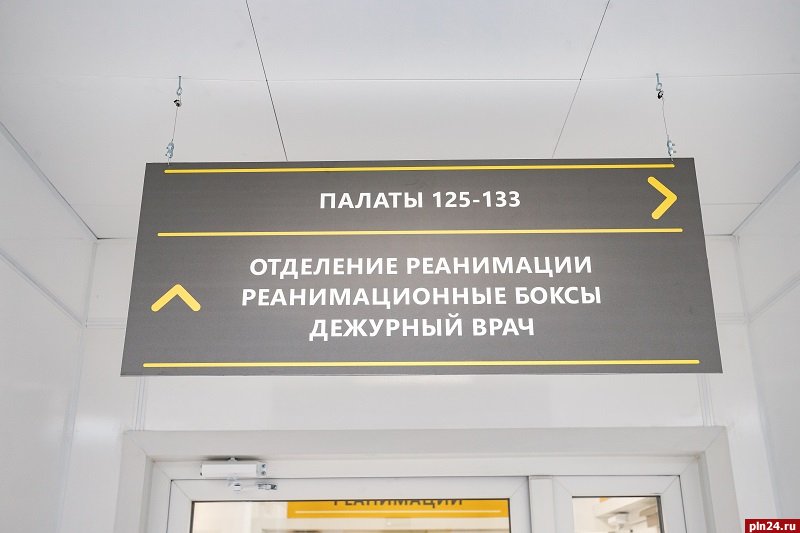 ПАЛАТЫ 125-133
ОТДЕЛЕНИЕ РЕАНИМАЦИИ
РЕАНИМАЦИОННЫЕ БОКСЫ
ДЕЖУРНЫЙ ВРАЧ
РЕАНИМАЦИИ
pln24.ru